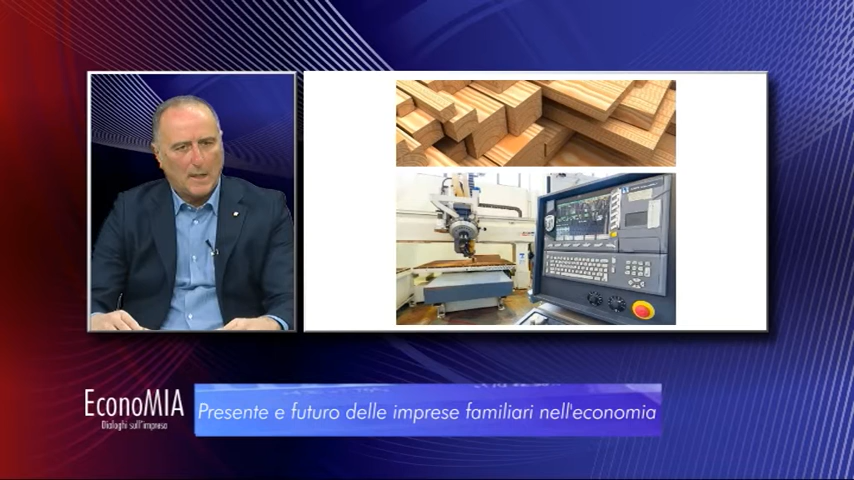 EconoMIA
Dialoghi sull'impresa
Presente e futuro delle imprese familiari nell'economia